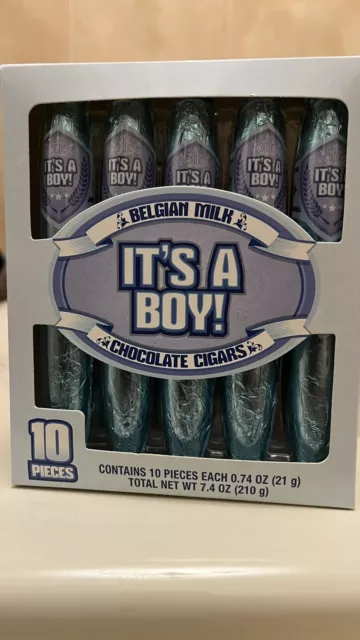 IT'S A
BOY!
IT'S A
BOY!
IT'S A
BOY!
IT'S A
BOY!
IT'S A
BOY!
BELGIAN MILK
IT'S A
BOY!
CHOCOLATE CIGARS
10
PIECES
CONTAINS 10 PIECES EACH 0.74 OZ (21 g)
TOTAL NET WT 7.4 OZ (210 g)